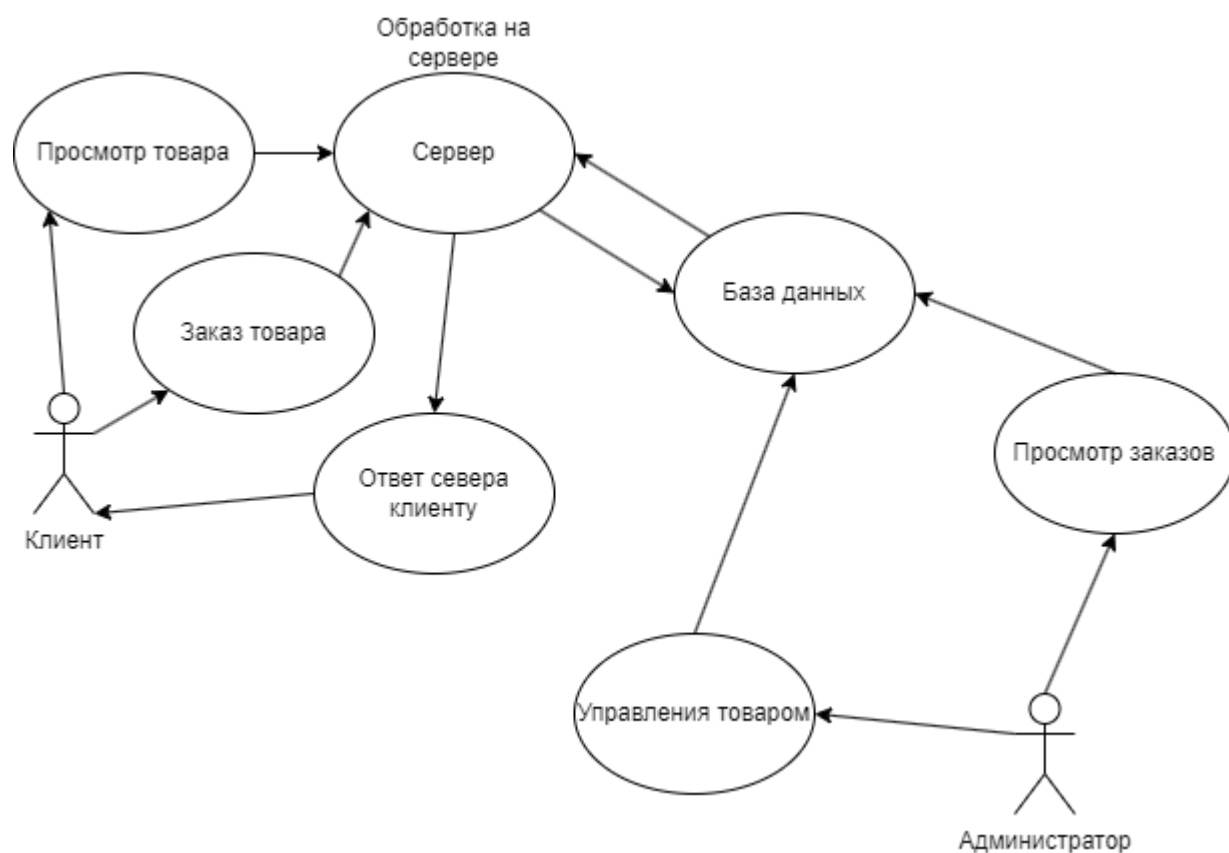 Обработка на
сервере
Просмотр товара
Сервер
База данных
Заказ товара
Просмотр заказов
Ответ севера
клиенту
Клиент
Управления товаром
Администратор